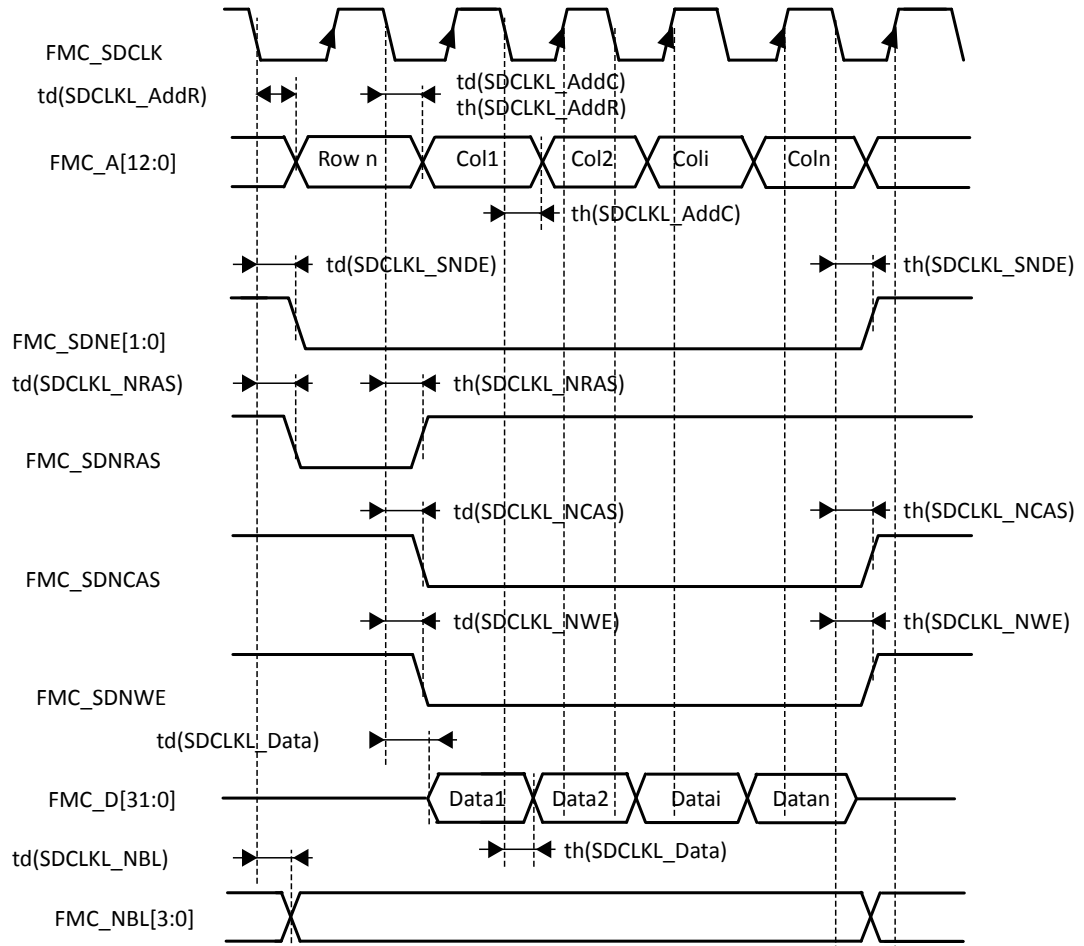 FMC_SDCLK
td(SDCLKL_AddR)
td(SDCLKL_AddC)
th(SDCLKL_AddR)
FMC_A[12:0]
Row n
Col1
Col2
Coli
Coln
th(SDCLKL_AddC)
td(SDCLKL_SNDE)
th(SDCLKL_SNDE)
FMC_SDNE[1:0]
td(SDCLKL_NRAS)
th(SDCLKL_NRAS)
FMC_SDNRAS
td(SDCLKL_NCAS)
th(SDCLKL_NCAS)
FMC_SDNCAS
td(SDCLKL_NWE)
th(SDCLKL_NWE)
FMC_SDNWE
td(SDCLKL_Data)
FMC_D[31:0]
Data1
Data2
Datai
Datan
td(SDCLKL_NBL)
th(SDCLKL_Data)
FMC_NBL[3:0]